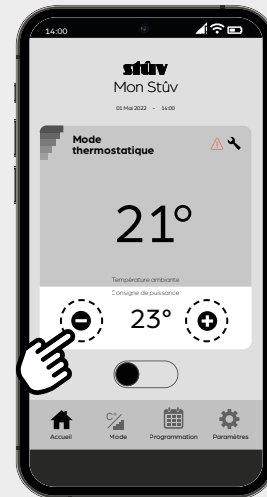 14:00
stûv
Mon Stûv
01 Mai 2022 - 14:00
Mode
thermostatique
21°
Température ambiante
Consigne de puissance
23°
C°
Accueil
Mode
Programmation
Paramètres